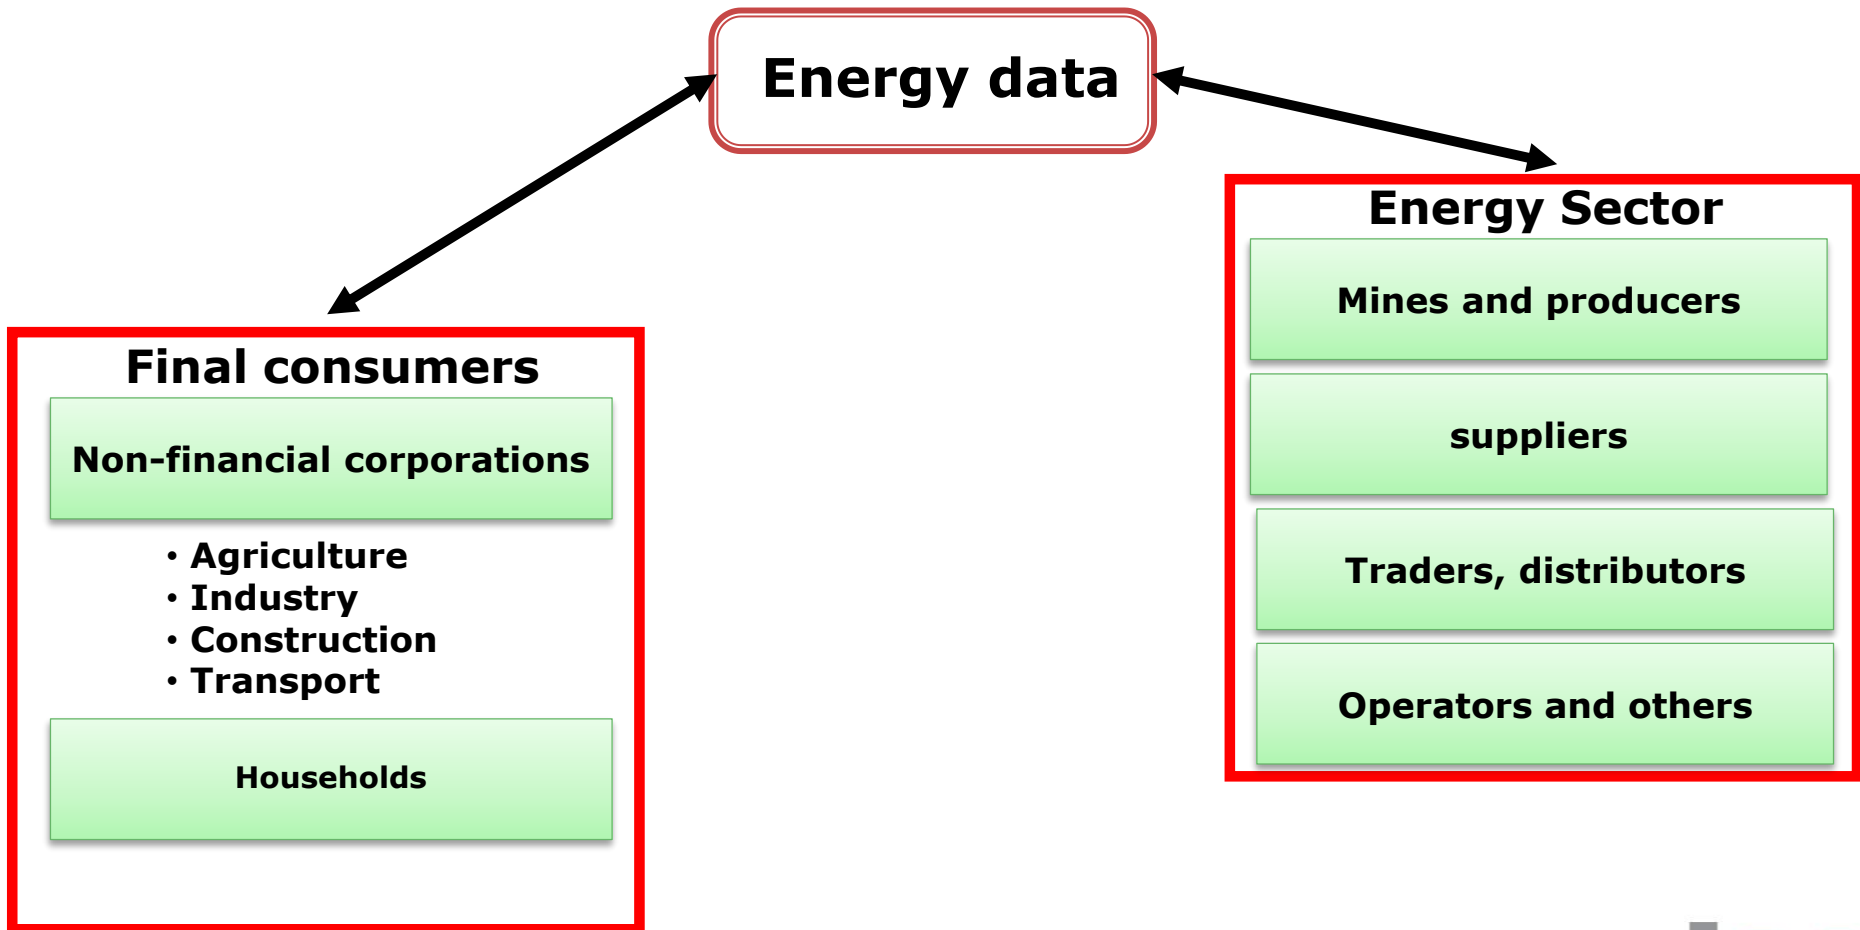 Energy data
Final consumers
Non-financial corporations
• Agriculture
• Industry
• Construction
• Transport
Households
Energy Sector
Mines and producers
suppliers
Traders, distributors
Operators and others